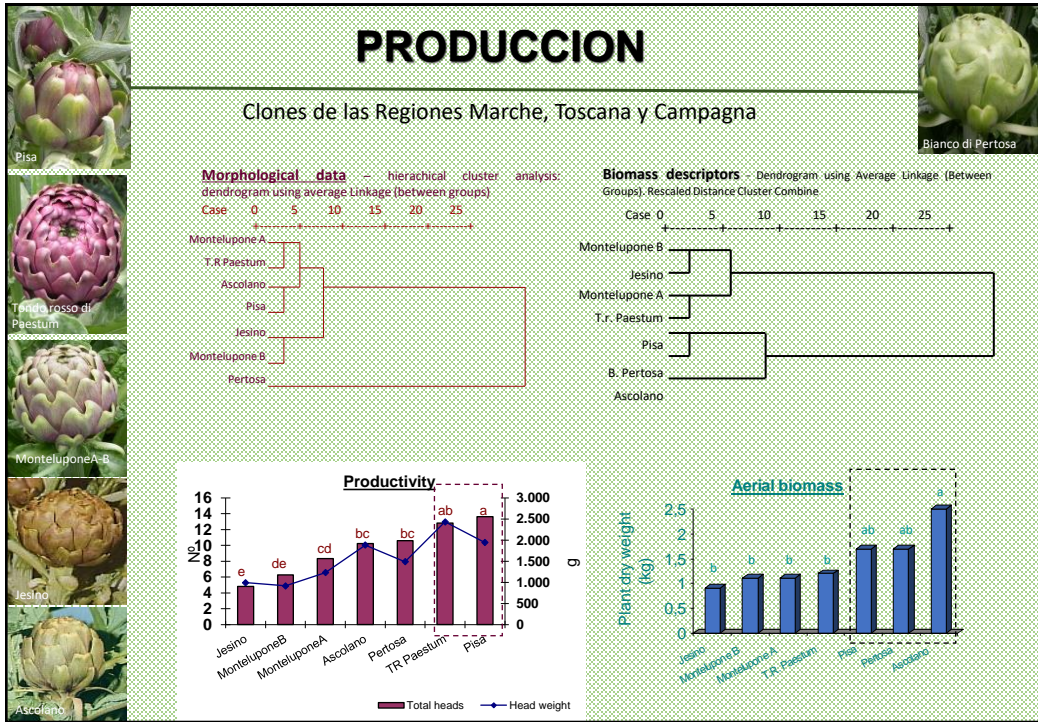 PRODUCCION
Clones de las Regiones Marche, Toscana y Campagna
Pisa
Tondo rosso di
Paestum
MonteluponeA-B
Jesino
Ascolano
Bianco di Pertosa
Morphological data – hierachical cluster analysis:
dendrogram using average Linkage (between groups)
Case 0 5 10 15 20 25
Montelupone A
T.R Paestum
Ascolano
Pisa
Jesino
Montelupone B
Pertosa
Biomass descriptors - Dendrogram using Average Linkage (Between
Groups). Rescaled Distance Cluster Combine
Case 0 5 10 15 20 25
Montelupone B
Jesino
Montelupone A
T.r. Paestum
Pisa
B. Pertosa
Ascolano
Productivity
16
14
12
10
8
6
4
2
0
Nº
e de cd bc bc ab a
3.000
2.500
2.000
1.500
1.000
500
0
g
Jesino
MonteluponeB
MonteluponeA
Ascolano
Pertosa
TR Paestum
Pisa
Total heads
Head weight
Aerial biomass
Plant dry weight
(kg)
2,5
2
1,5
1
0,5
0
b b b b ab ab a
Jesino
Montelupone B
Montelupone A
T.R. Paestum
Pisa
Pertosa
Ascolano